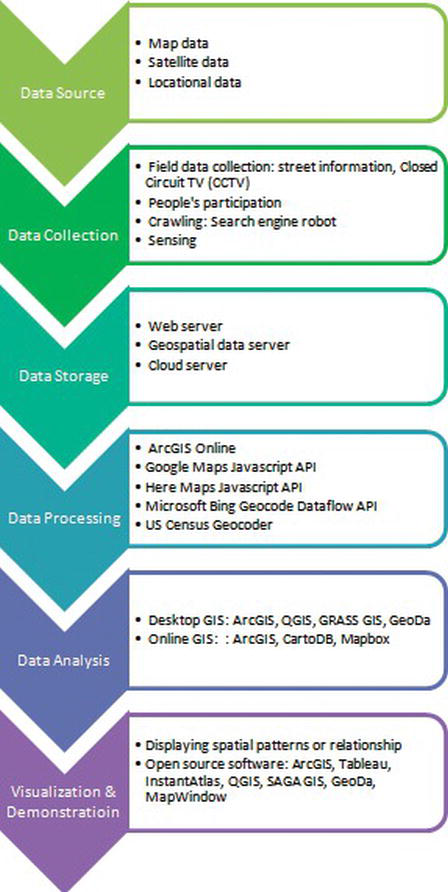 Data Source
• Map data
• Satellite data
• Locational data
Data Collection
• Field data collection: street information, Closed
Circuit TV (CCTV)
• People's participation
• Crawling: Search engine robot
• Sensing
Data Storage
• Web server
• Geospatial data server
• Cloud server
Data Processing
• ArcGIS Online
• Google Maps Javascript API
• Here Maps Javascript API
• Microsoft Bing Geocode Dataflow API
• US Census Geocoder
Data Analysis
• Desktop GIS: ArcGIS, QGIS, GRASS GIS, GeoDa
• Online GIS: : ArcGIS, CartoDB, Mapbox
Visualization &
Demonstratioin
• Displaying spatial patterns or relationship
• Open source software: ArcGIS, Tableau,
InstantAtlas, QGIS, SAGA GIS, GeoDa,
MapWindow